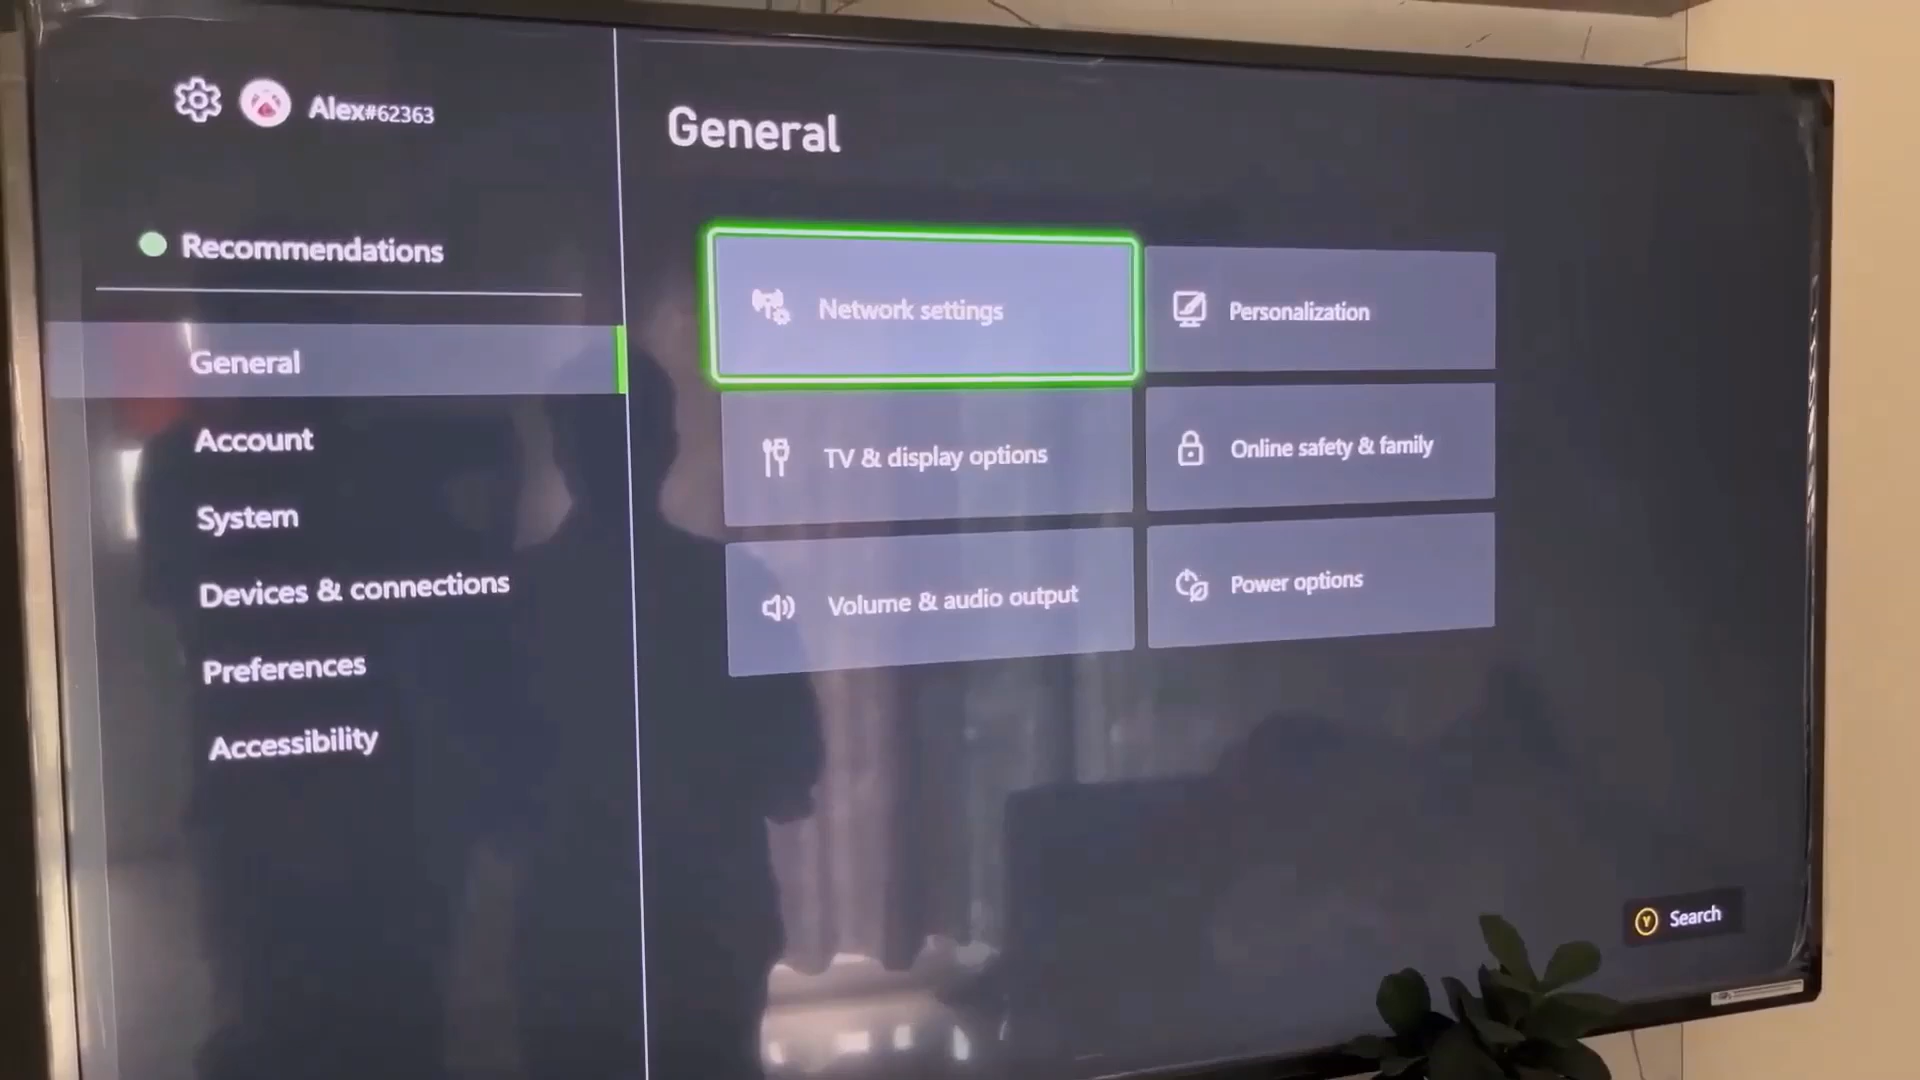 Alex#62363
General
Recommendations
General
Account
System
Devices & connections
Preferences
Accessibility
Network settings
Personalization
TV & display options
Online safety & family
Volume & audio output
Power options
Y Search